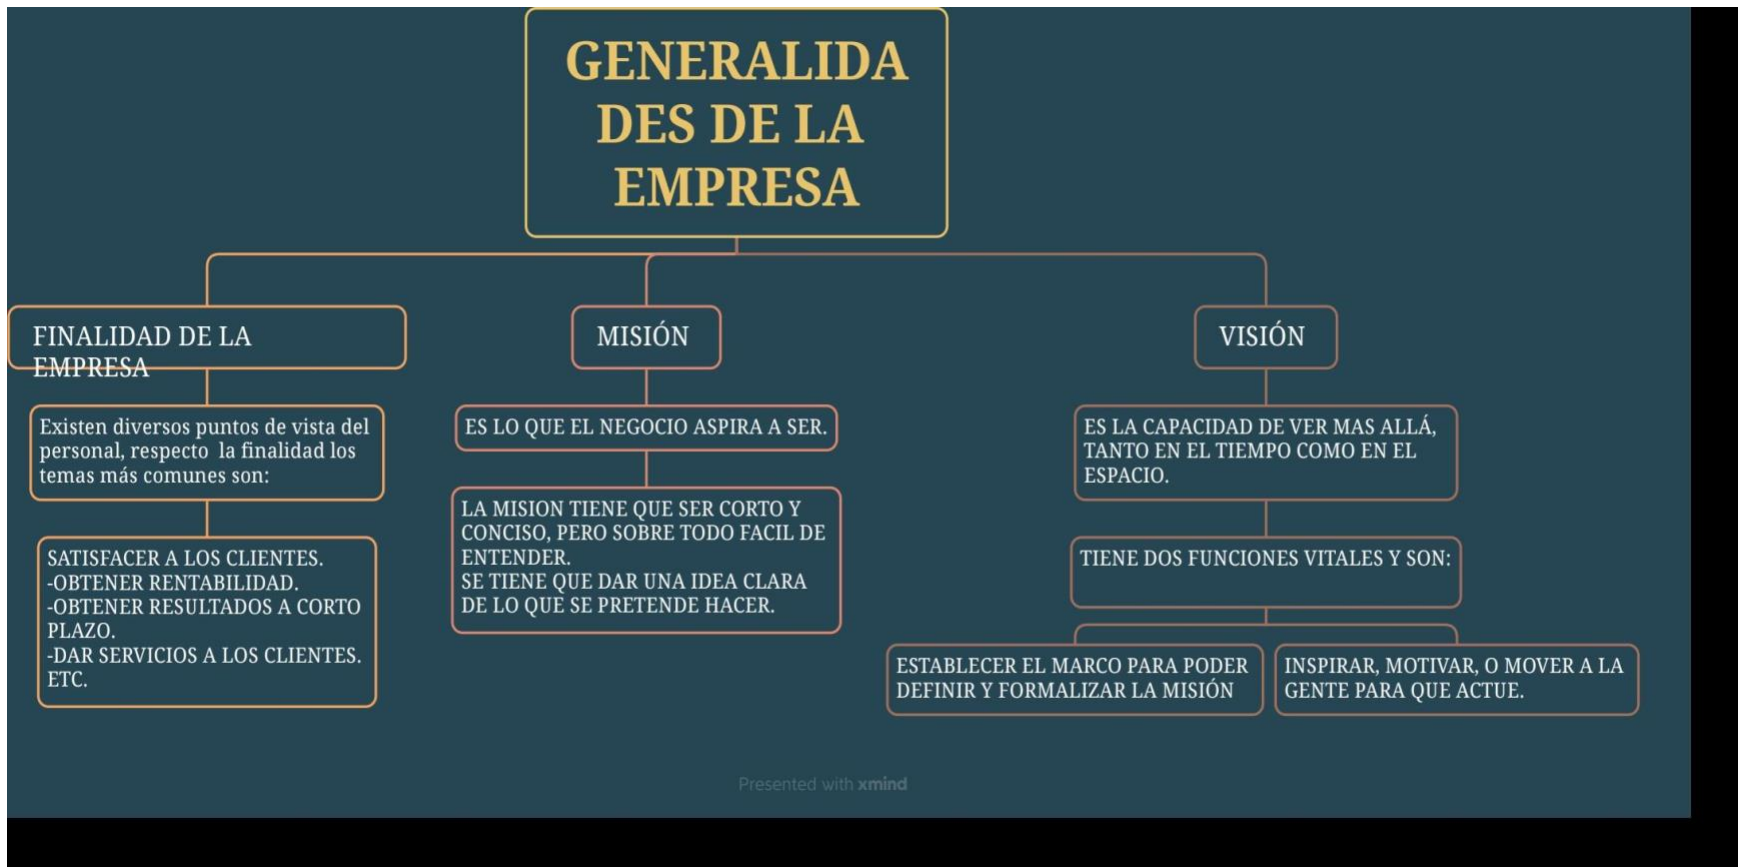 GENERALIDA
DES DE LA
EMPRESA
FINALIDAD DE LA
EMPRESA
Existen diversos puntos de vista del
personal, respecto  la finalidad los
temas más comunes son:
SATISFACER A LOS CLIENTES.
-OBTENER RENTABILIDAD.
-OBTENER RESULTADOS A CORTO
PLAZO.
-DAR SERVICIOS A LOS CLIENTES.
ETC.
MISIÓN
ES LO QUE EL NEGOCIO ASPIRA A SER.
LA MISION TIENE QUE SER CORTO Y
CONCISO, PERO SOBRE TODO FACIL DE
ENTENDER.
SE TIENE QUE DAR UNA IDEA CLARA
DE LO QUE SE PRETENDE HACER.
VISIÓN
ES LA CAPACIDAD DE VER MAS ALLÁ,
TANTO EN EL TIEMPO COMO EN EL
ESPACIO.
TIENE DOS FUNCIONES VITALES Y SON:
ESTABLECER EL MARCO PARA PODER
DEFINIR Y FORMALIZAR LA MISIÓN
INSPIRAR, MOTIVAR, O MOVER A LA
GENTE PARA QUE ACTUE.
Presented with xmind